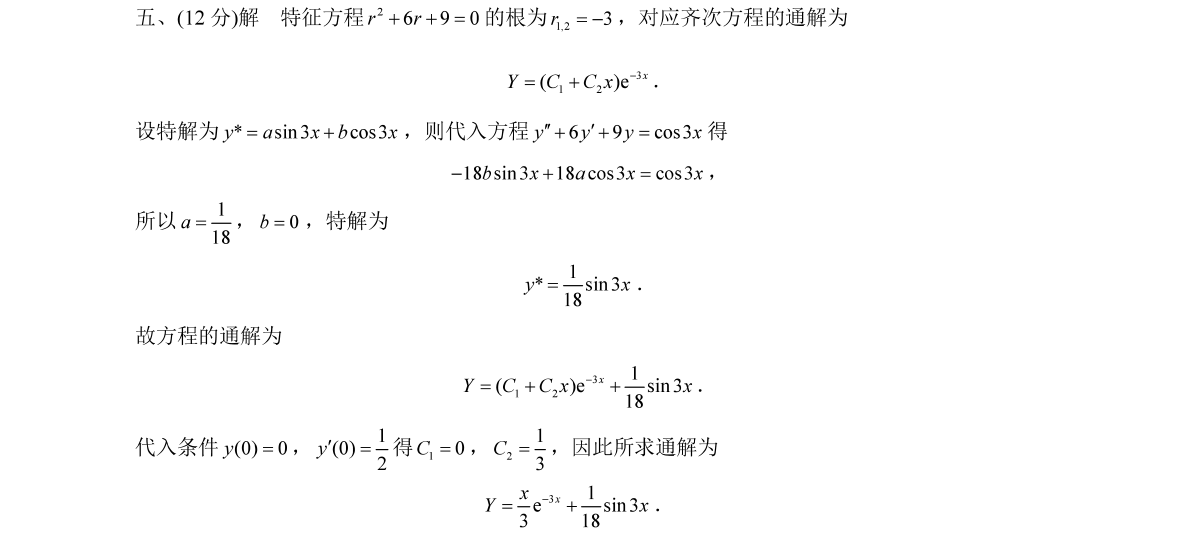 五、(12 分)解　特征方程 r² + 6r + 9 = 0 的根为 r₁,₂ = −3，对应齐次方程的通解为
Y = (C₁ + C₂x)e⁻³ˣ．
设特解为 y* = a sin 3x + b cos 3x，则代入方程 y″ + 6y′ + 9y = cos 3x 得
−18b sin 3x + 18a cos 3x = cos 3x，
所以 a = 1/18，b = 0，特解为
y* = 1/18 sin 3x．
故方程的通解为
Y = (C₁ + C₂x)e⁻³ˣ + 1/18 sin 3x．
代入条件 y(0) = 0，y′(0) = 1/2 得 C₁ = 0，C₂ = 1/3，因此所求通解为
Y = x/3 e⁻³ˣ + 1/18 sin 3x．